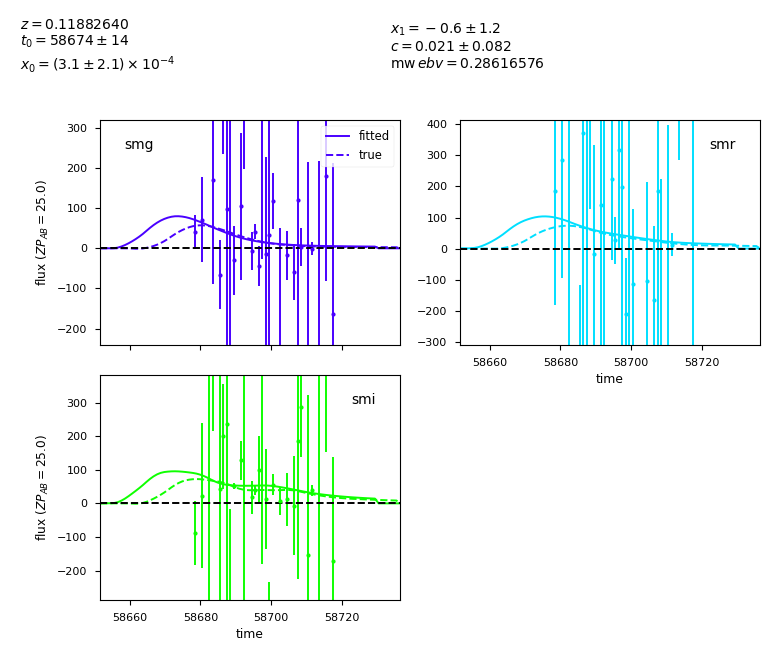 z = 0.11882640
t₀ = 58674 ± 14
x₀ = (3.1 ± 2.1) × 10⁻⁴
x₁ = −0.6 ± 1.2
c = 0.021 ± 0.082
mw ebv = 0.28616576
smg
fitted
true
300
200
100
0
−100
−200
flux (ZP_AB = 25.0)
smr
400
300
200
100
0
−100
−200
−300
58660 58680 58700 58720
time
smi
300
200
100
0
−100
−200
flux (ZP_AB = 25.0)
58660 58680 58700 58720
time